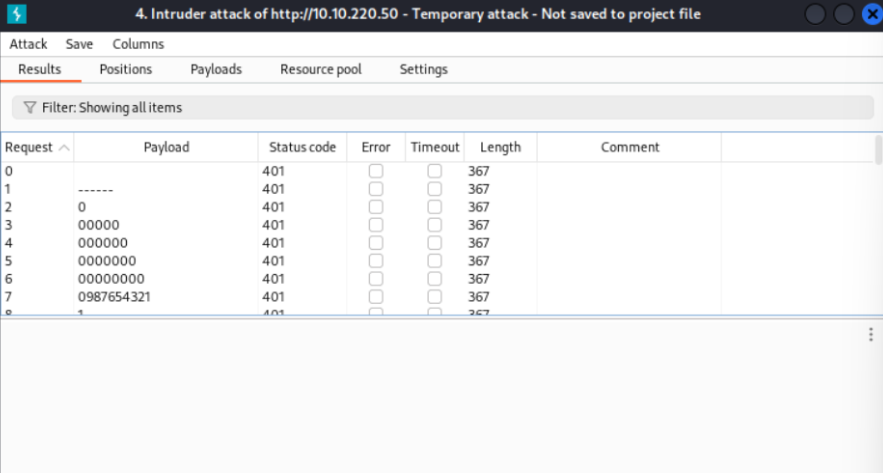 4. Intruder attack of http://10.10.220.50 - Temporary attack - Not saved to project file
Attack Save Columns
Results Positions Payloads Resource pool Settings
Filter: Showing all items
Request Payload Status code Error Timeout Length Comment
0 401 367
1 ------ 401 367
2 0 401 367
3 00000 401 367
4 000000 401 367
5 0000000 401 367
6 00000000 401 367
7 0987654321 401 367
8 1 401 367